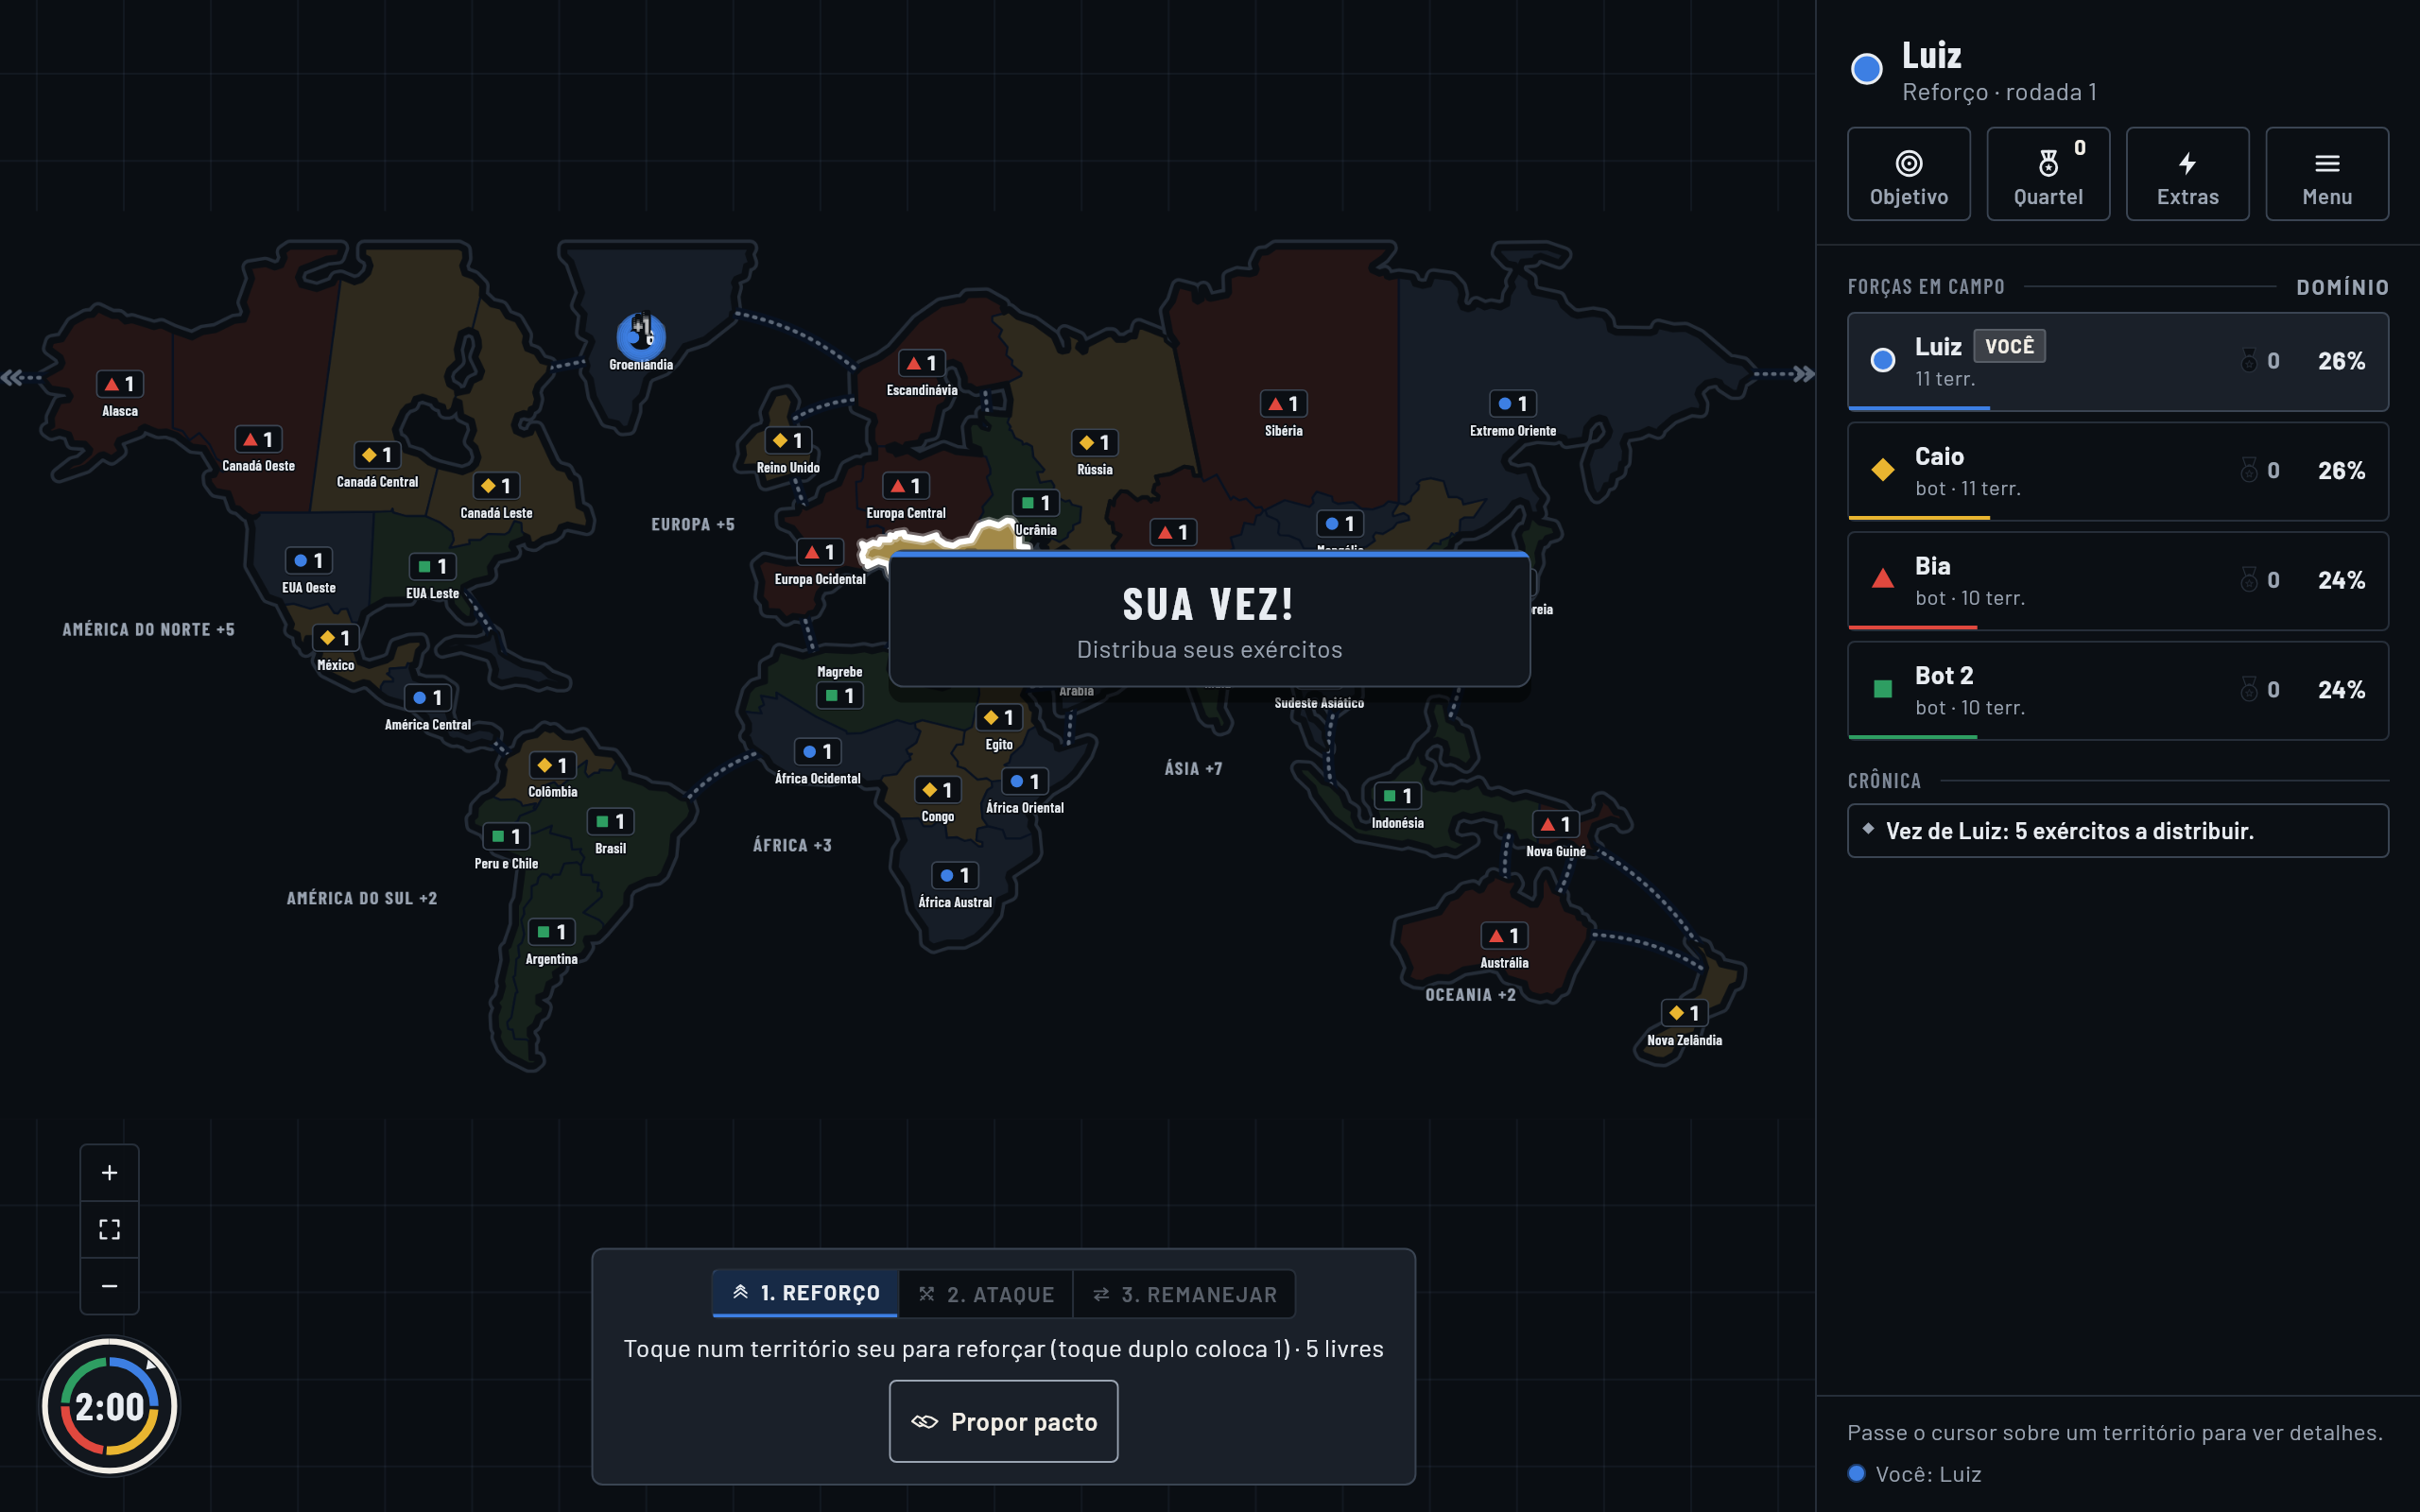 Luiz
Reforço · rodada 1
Objetivo
0
Quartel
Extras
Menu
FORÇAS EM CAMPO
DOMÍNIO
Luiz VOCÊ
11 terr.
0
26%
Caio
bot · 11 terr.
0
26%
Bia
bot · 10 terr.
0
24%
Bot 2
bot · 10 terr.
0
24%
CRÔNICA
Vez de Luiz: 5 exércitos a distribuir.
Passe o cursor sobre um território para ver detalhes.
Você: Luiz
Groenlândia
1
Alasca
1
Canadá Oeste
1
Canadá Central
1
Canadá Leste
1
EUA Oeste
1
EUA Leste
1
México
1
América Central
AMÉRICA DO NORTE +5
1
Colômbia
1
Peru e Chile
1
Brasil
1
Argentina
AMÉRICA DO SUL +2
1
Escandinávia
1
Reino Unido
1
Europa Central
1
Ucrânia
1
Rússia
1
Europa Ocidental
EUROPA +5
1
Sibéria
1
Extremo Oriente
1
1
SUA VEZ!
Distribua seus exércitos
Arábia
Sudeste Asiático
ÁSIA +7
Magrebe
1
1
Egito
1
África Ocidental
1
Congo
1
África Oriental
1
África Austral
ÁFRICA +3
1
Indonésia
1
Nova Guiné
1
Austrália
1
Nova Zelândia
OCEANIA +2
+
−
2:00
1. REFORÇO
2. ATAQUE
3. REMANEJAR
Toque num território seu para reforçar (toque duplo coloca 1) · 5 livres
Propor pacto